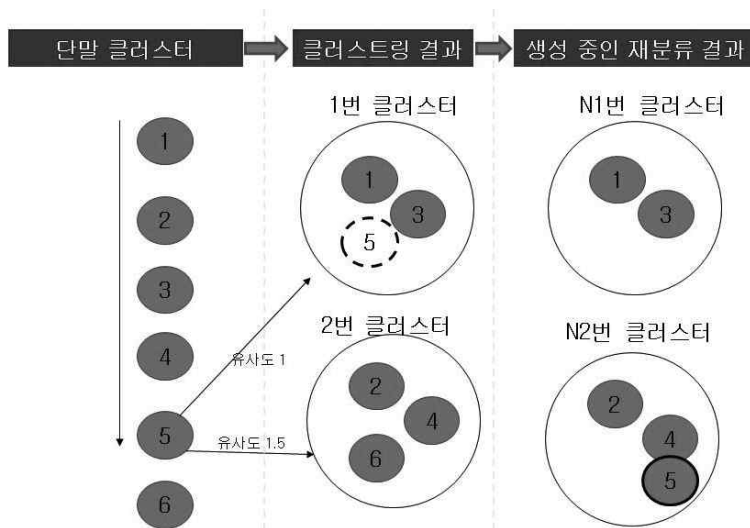 단말 클러스터
클러스트링 결과
생성 중인 재분류 결과
1
2
3
4
5
6
유사도 1
유사도 1.5
1번 클러스터
1
3
5
2번 클러스터
2
4
6
N1번 클러스터
1
3
N2번 클러스터
2
4
5